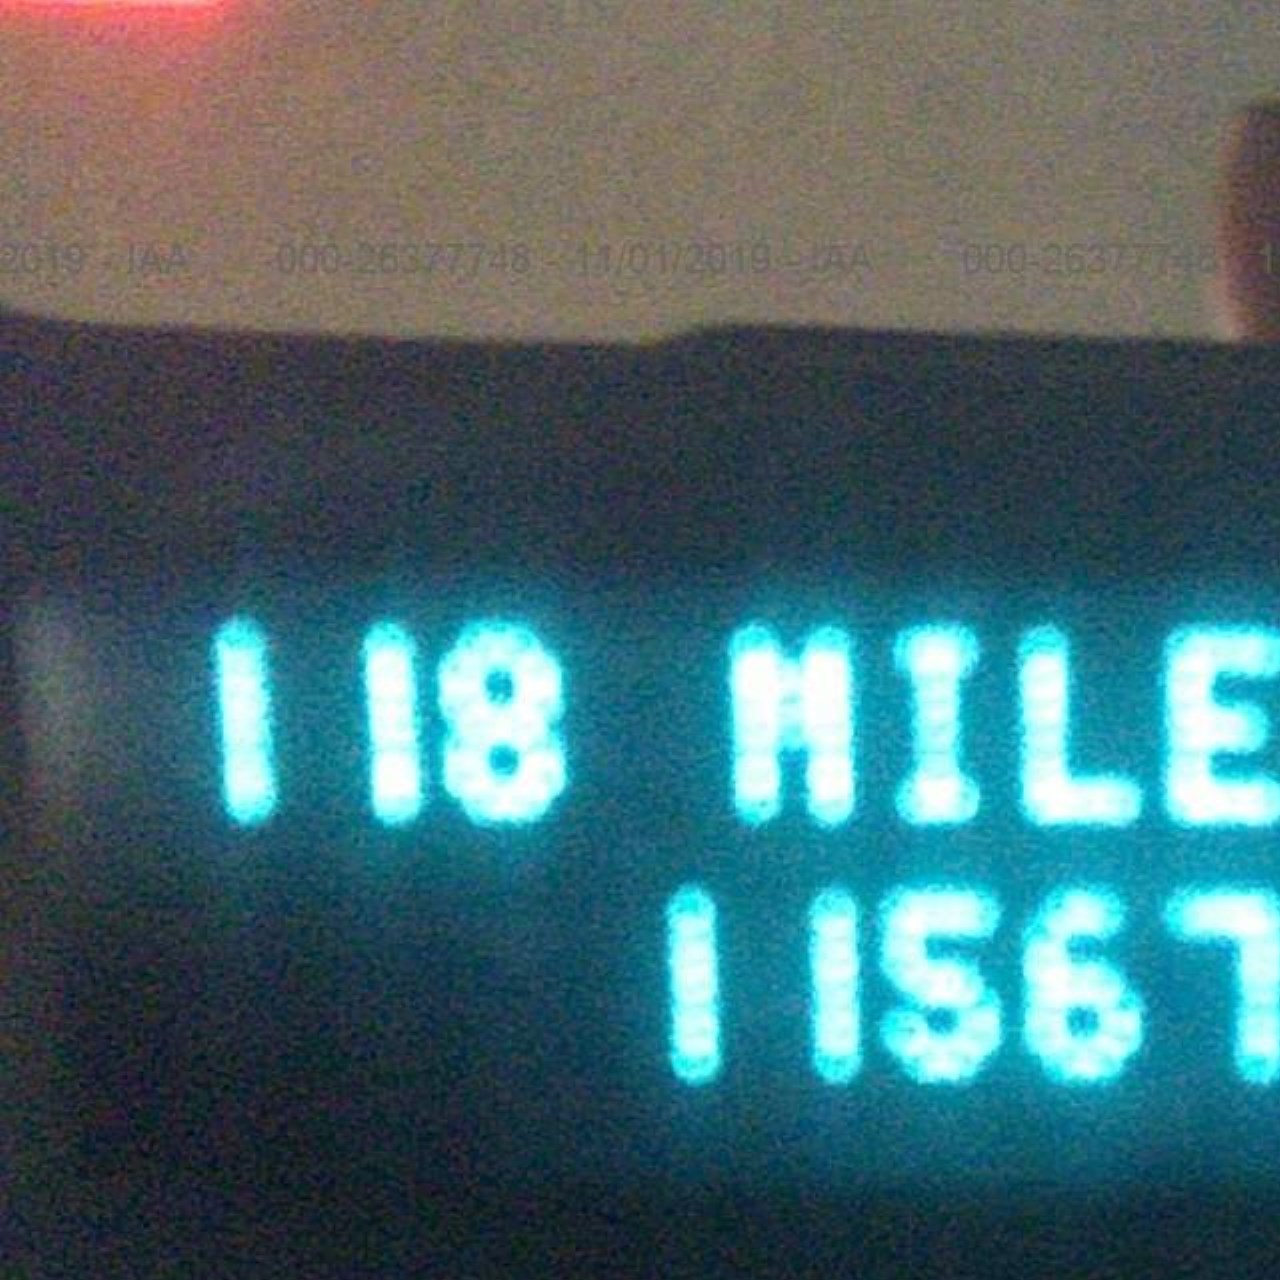 2019 - IAA 000-26377748 - 11/01/2019 - IAA 000-26377748
118 MILE
11567